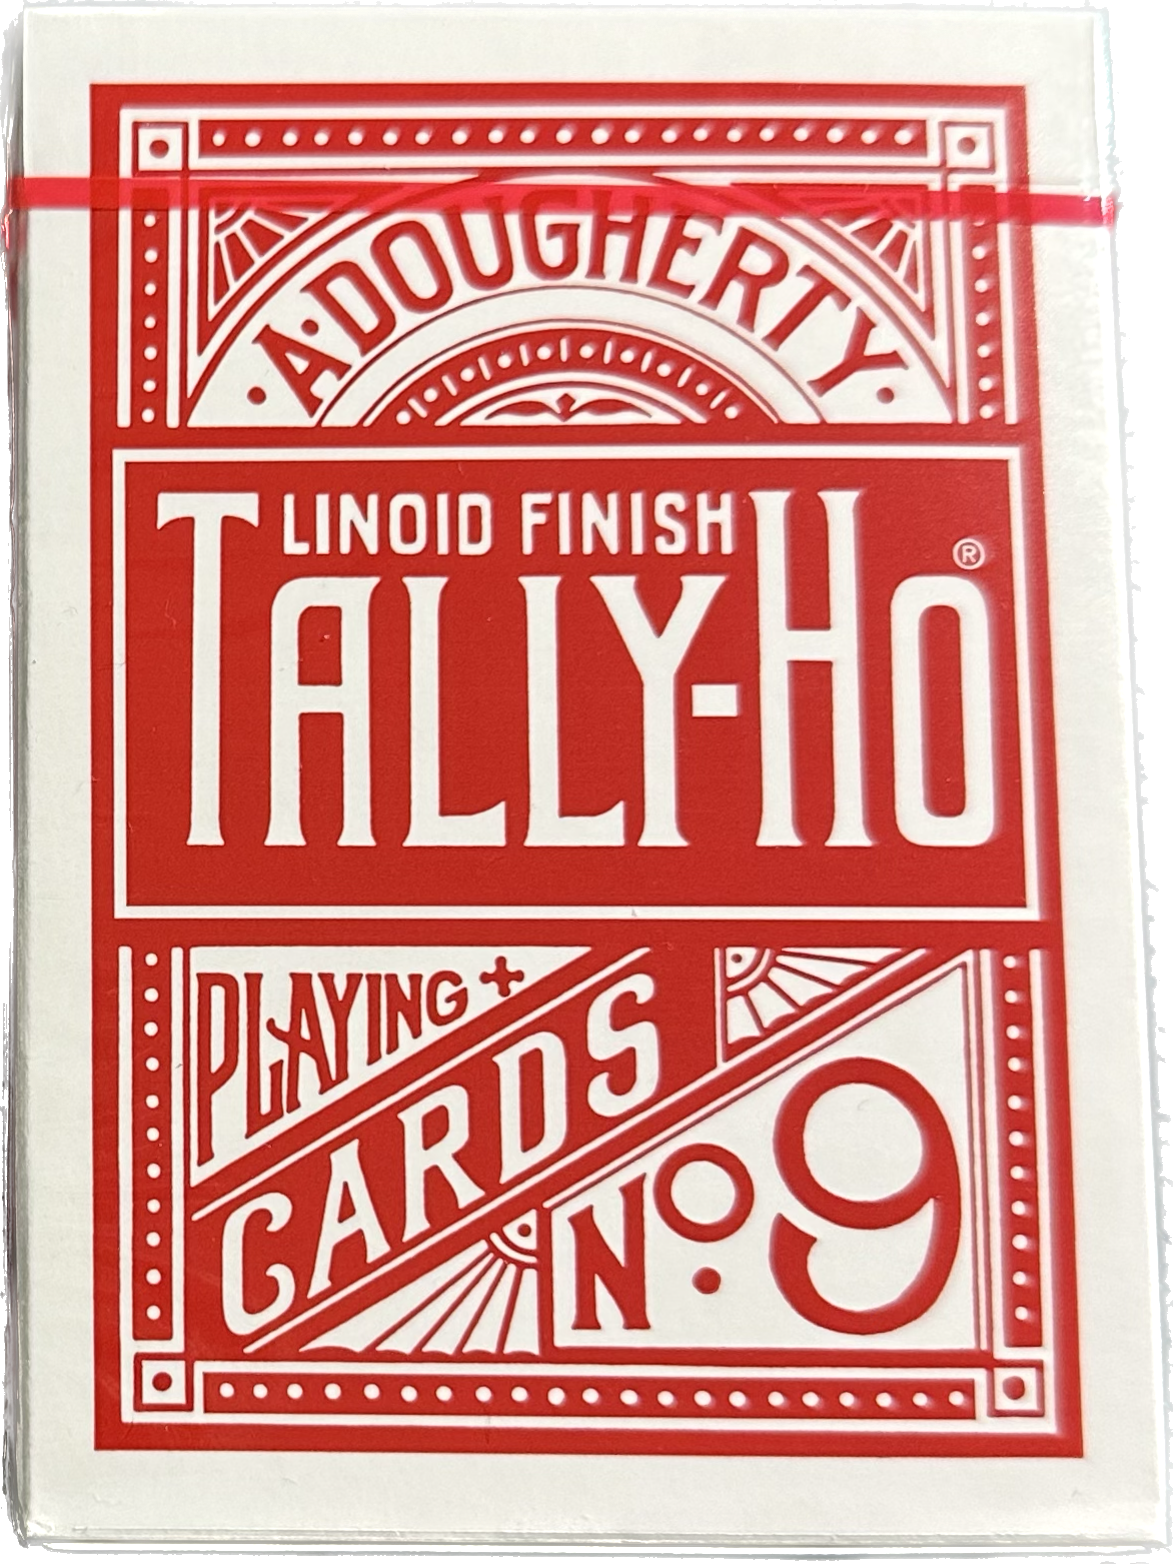 A. DOUGHERTY
LINOID FINISH
TALLY-HO®
PLAYING
CARDS
No. 9